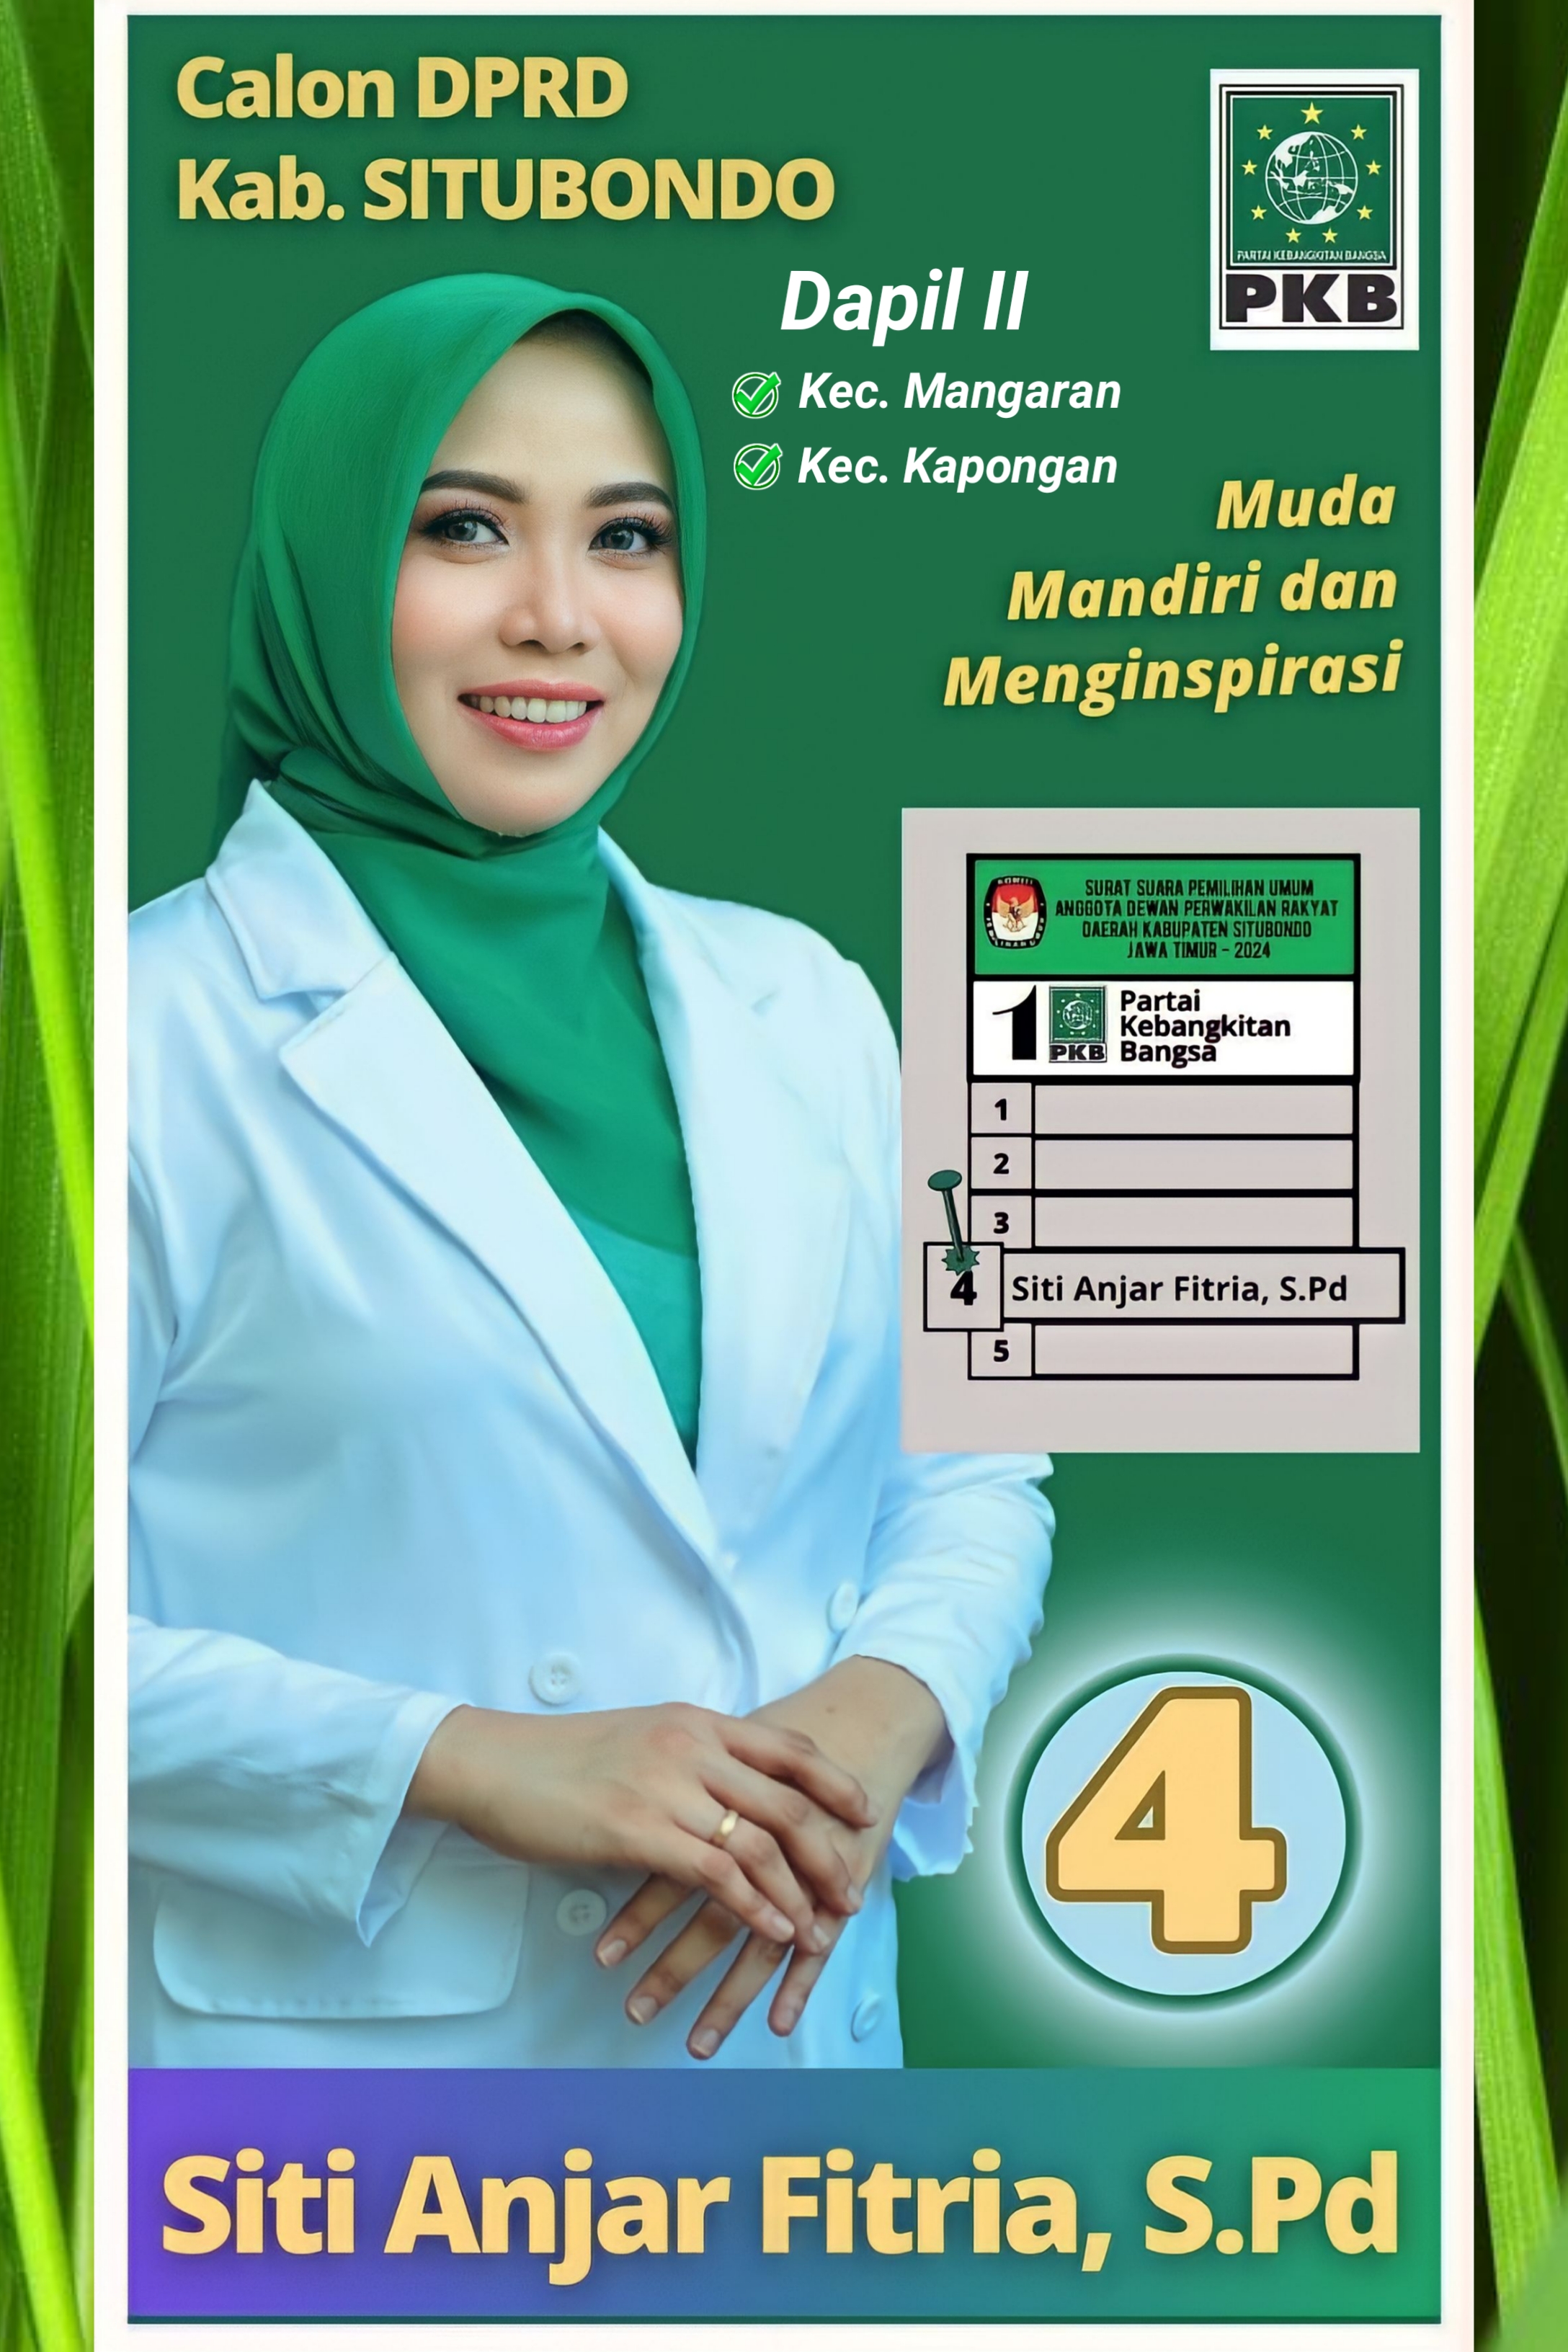 Calon DPRD
Kab. SITUBONDO
PARTAI KEBANGKITAN BANGSA
PKB
Dapil II
Kec. Mangaran
Kec. Kapongan
Muda
Mandiri dan
Menginspirasi
SURAT SUARA PEMILIHAN UMUM
ANGGOTA DEWAN PERWAKILAN RAKYAT
DAERAH KABUPATEN SITUBONDO
JAWA TIMUR - 2024
1
PKB
Partai
Kebangkitan
Bangsa
1
2
3
4 Siti Anjar Fitria, S.Pd
5
4
Siti Anjar Fitria, S.Pd